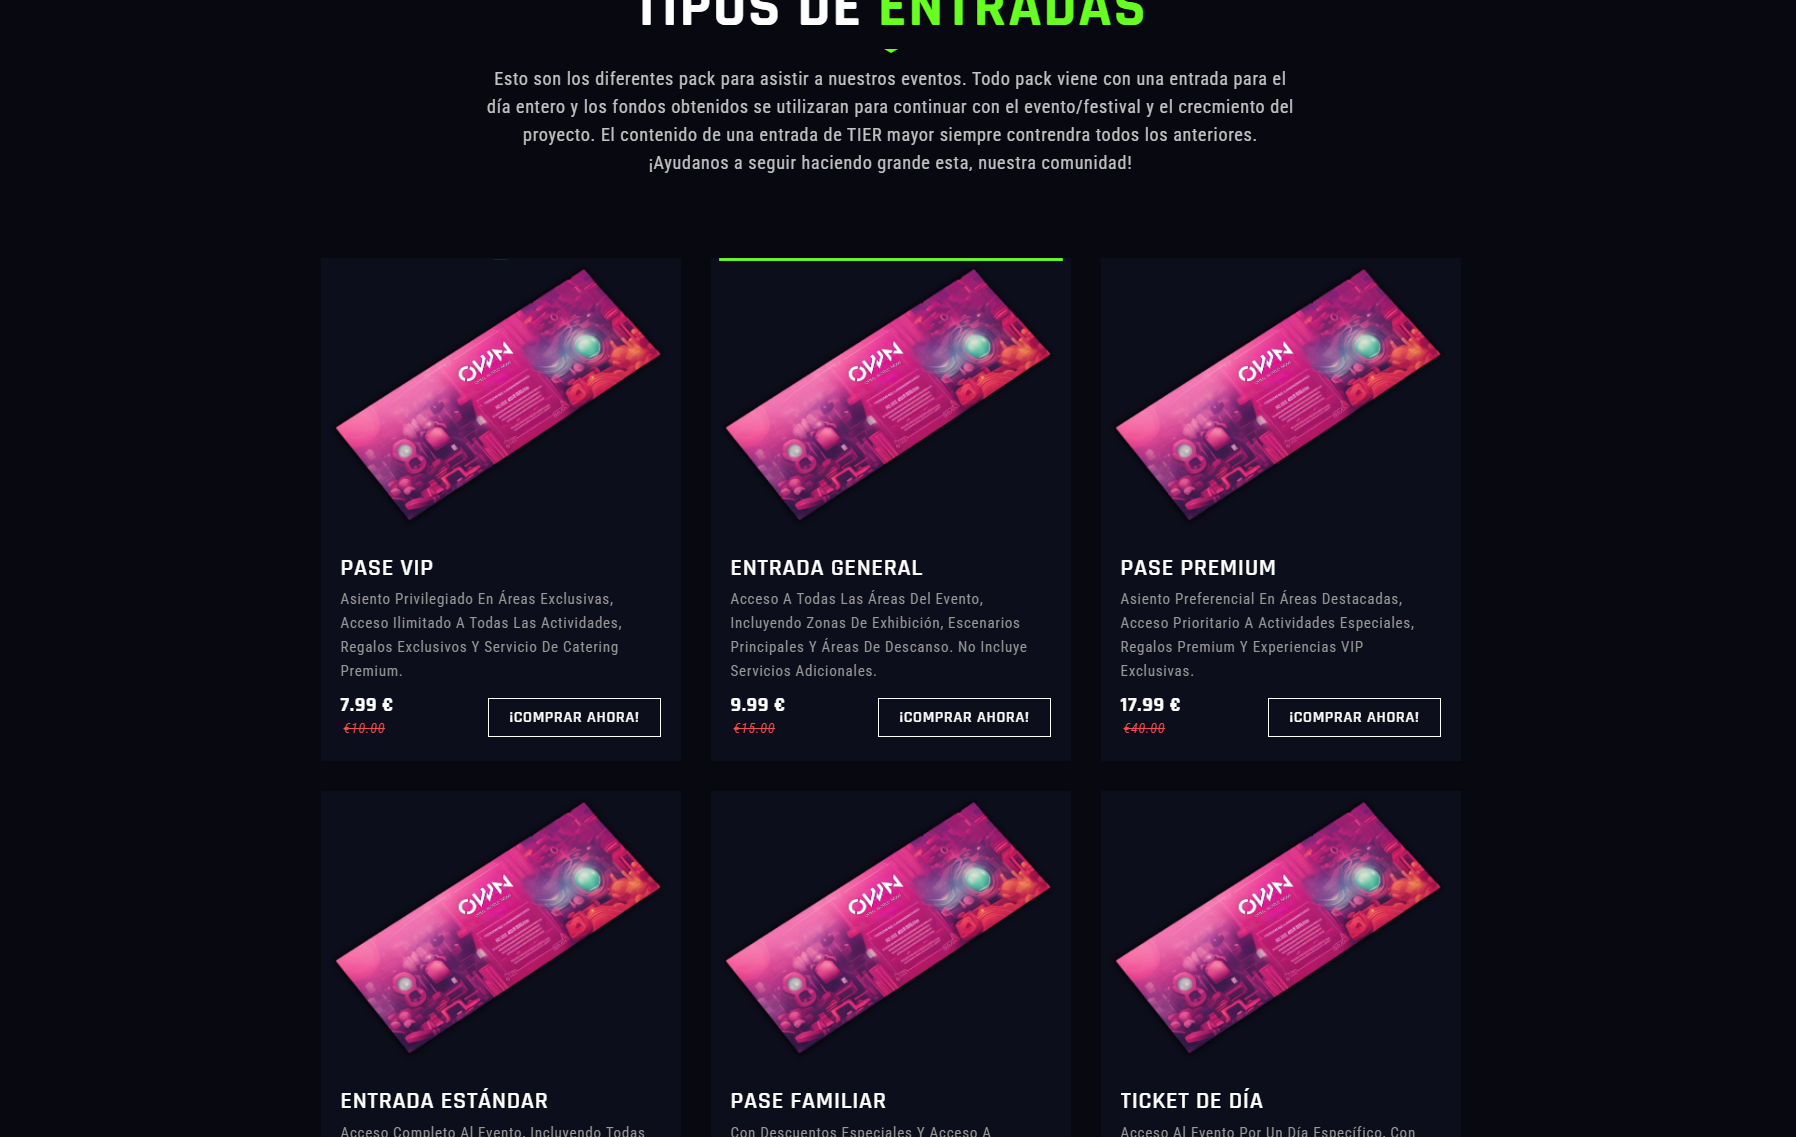 TIPOS DE ENTRADAS
Esto son los diferentes pack para asistir a nuestros eventos. Todo pack viene con una entrada para el
día entero y los fondos obtenidos se utilizaran para continuar con el evento/festival y el crecmiento del
proyecto. El contenido de una entrada de TIER mayor siempre contrendra todos los anteriores.
¡Ayudanos a seguir haciendo grande esta, nuestra comunidad!
OWN
PASE VIP
Asiento Privilegiado En Áreas Exclusivas,
Acceso Ilimitado A Todas Las Actividades,
Regalos Exclusivos Y Servicio De Catering
Premium.
7.99 €
€10.00
¡COMPRAR AHORA!
OWN
ENTRADA GENERAL
Acceso A Todas Las Áreas Del Evento,
Incluyendo Zonas De Exhibición, Escenarios
Principales Y Áreas De Descanso. No Incluye
Servicios Adicionales.
9.99 €
€15.00
¡COMPRAR AHORA!
OWN
PASE PREMIUM
Asiento Preferencial En Áreas Destacadas,
Acceso Prioritario A Actividades Especiales,
Regalos Premium Y Experiencias VIP
Exclusivas.
17.99 €
€40.00
¡COMPRAR AHORA!
OWN
ENTRADA ESTÁNDAR
Acceso Completo Al Evento, Incluyendo Todas
OWN
PASE FAMILIAR
Con Descuentos Especiales Y Acceso A
OWN
TICKET DE DÍA
Acceso Al Evento Por Un Día Específico, Con